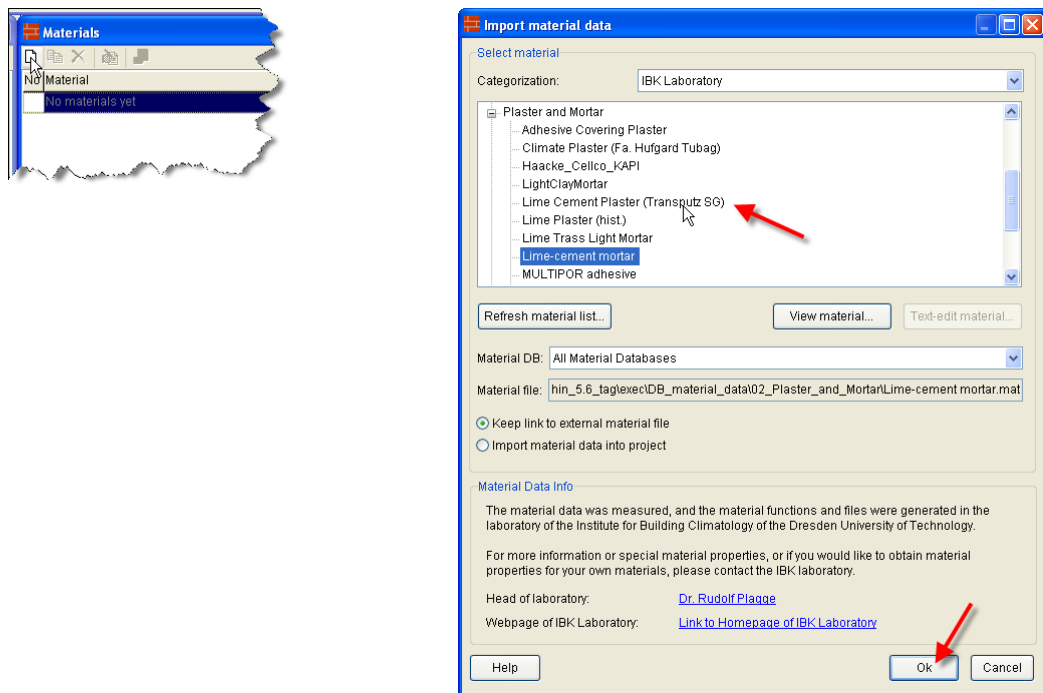 Materials
No Material
No materials yet
Import material data
Select material
Categorization: IBK Laboratory
Plaster and Mortar
Adhesive Covering Plaster
Climate Plaster (Fa. Hufgard Tubag)
Haacke_Cellco_KAPI
LightClayMortar
Lime Cement Plaster (Transputz SG)
Lime Plaster (hist.)
Lime Trass Light Mortar
Lime-cement mortar
MULTIPOR adhesive
Refresh material list... View material... Text-edit material...
Material DB: All Material Databases
Material file: hin_5.6_tag\exec\DB_material_data\02_Plaster_and_Mortar\Lime-cement mortar.mat
Keep link to external material file
Import material data into project
Material Data Info
The material data was measured, and the material functions and files were generated in the
laboratory of the Institute for Building Climatology of the Dresden University of Technology.
For more information or special material properties, or if you would like to obtain material
properties for your own materials, please contact the IBK laboratory.
Head of laboratory: Dr. Rudolf Plagge
Webpage of IBK Laboratory: Link to Homepage of IBK Laboratory
Help Ok Cancel